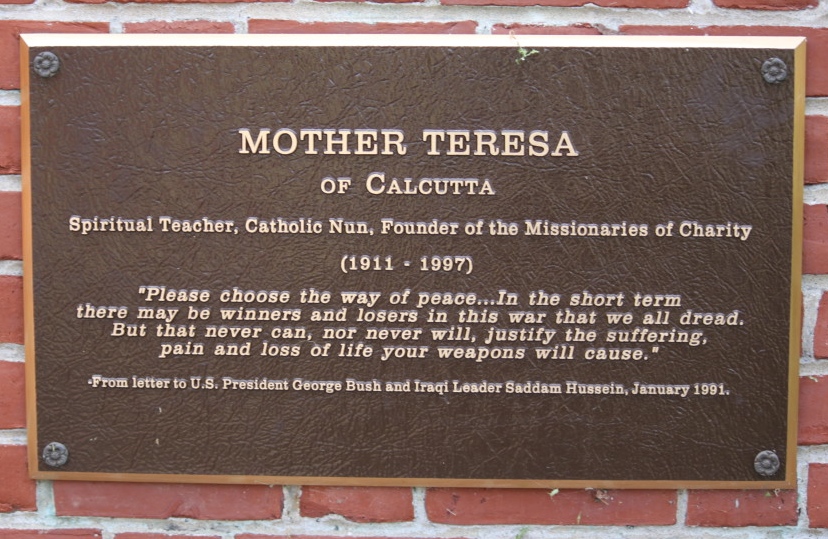 MOTHER TERESA
OF CALCUTTA
Spiritual Teacher, Catholic Nun, Founder of the Missionaries of Charity
(1911 - 1997)
"Please choose the way of peace...In the short term
there may be winners and losers in this war that we all dread.
But that never can, nor never will, justify the suffering,
pain and loss of life your weapons will cause."
-From letter to U.S. President George Bush and Iraqi Leader Saddam Hussein, January 1991.